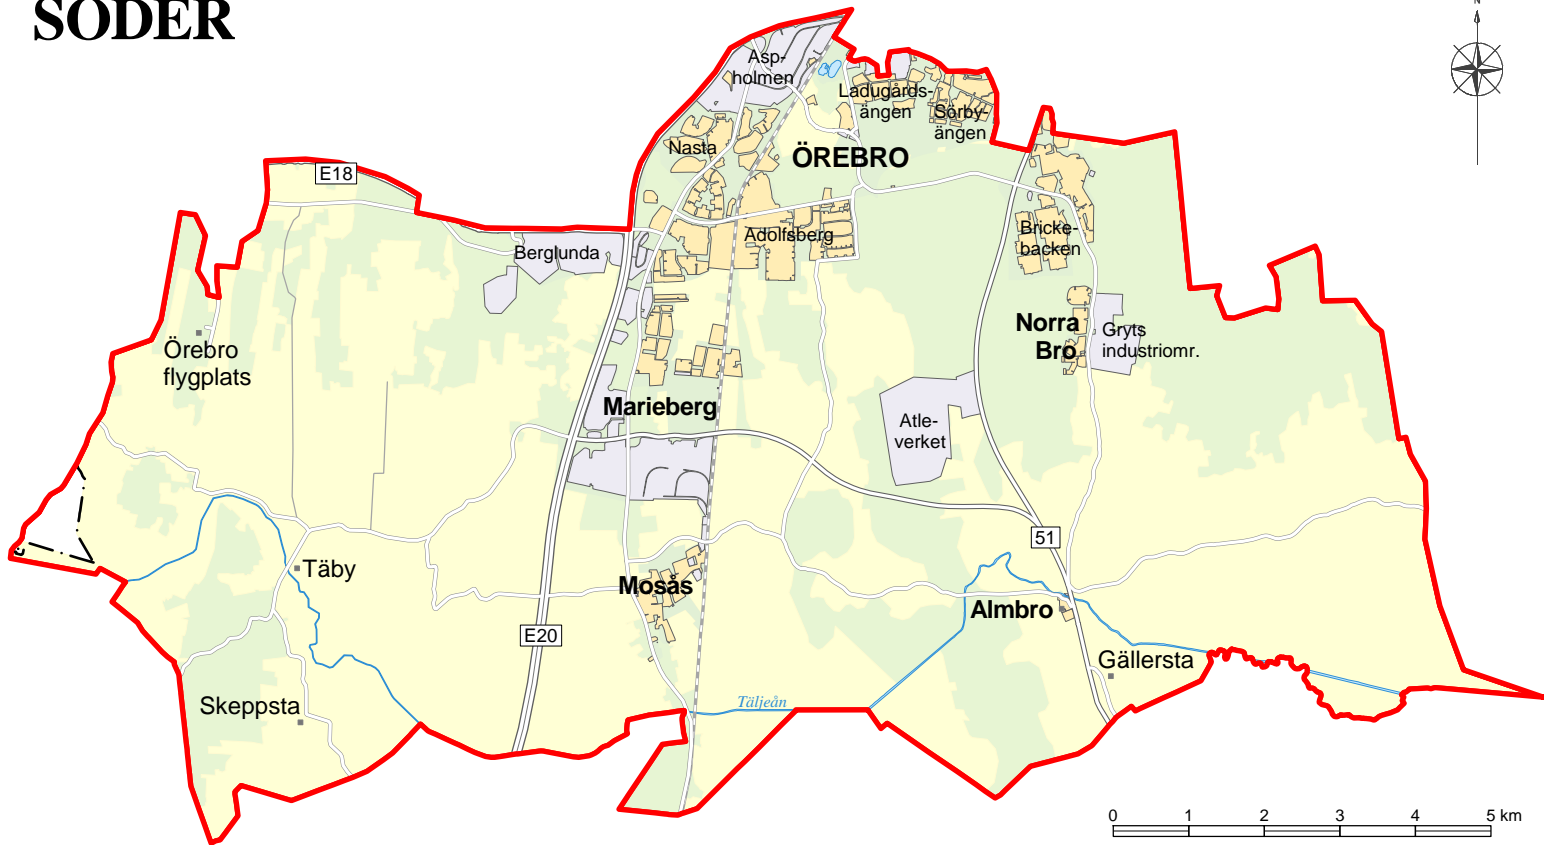 SÖDER
N
Asp-
holmen
Ladugårds-
ängen
Sörby-
ängen
Nasta
ÖREBRO
E18
Adolfsberg
Bricke-
backen
Berglunda
Norra
Bro
Gryts
industriomr.
Örebro
flygplats
Marieberg
Atle-
verket
51
Täby
Mosås
Almbro
E20
Gällersta
Skeppsta
Täljeån
0 1 2 3 4 5 km